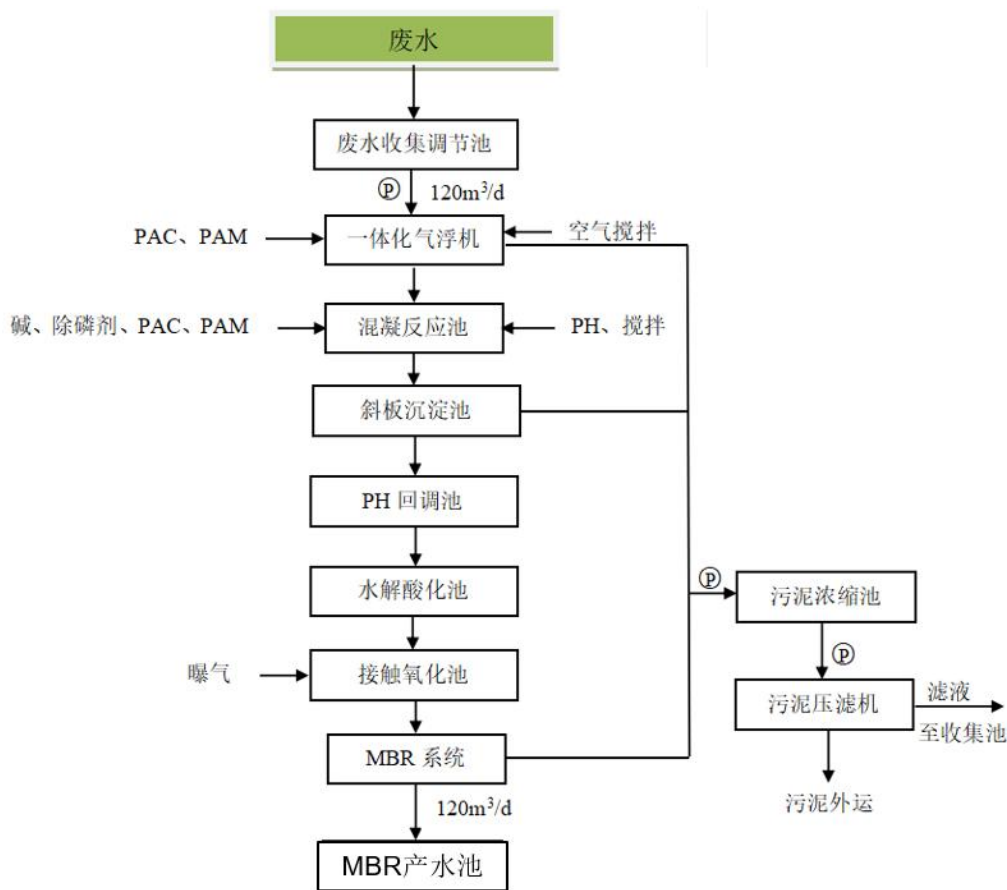 废水
废水收集调节池
Ⓟ 120m³/d
PAC、PAM
一体化气浮机
空气搅拌
碱、除磷剂、PAC、PAM
混凝反应池
PH、搅拌
斜板沉淀池
PH 回调池
水解酸化池
Ⓟ
污泥浓缩池
Ⓟ
曝气
接触氧化池
污泥压滤机
滤液
至收集池
MBR 系统
污泥外运
120m³/d
MBR产水池